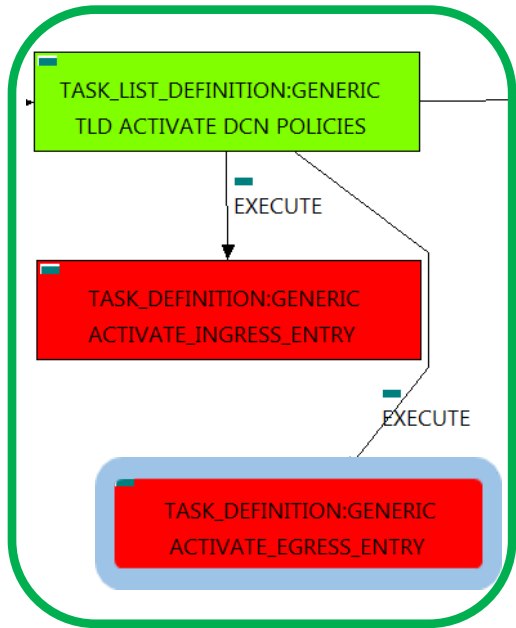 TASK_LIST_DEFINITION:GENERIC
TLD ACTIVATE DCN POLICIES
EXECUTE
TASK_DEFINITION:GENERIC
ACTIVATE_INGRESS_ENTRY
EXECUTE
TASK_DEFINITION:GENERIC
ACTIVATE_EGRESS_ENTRY